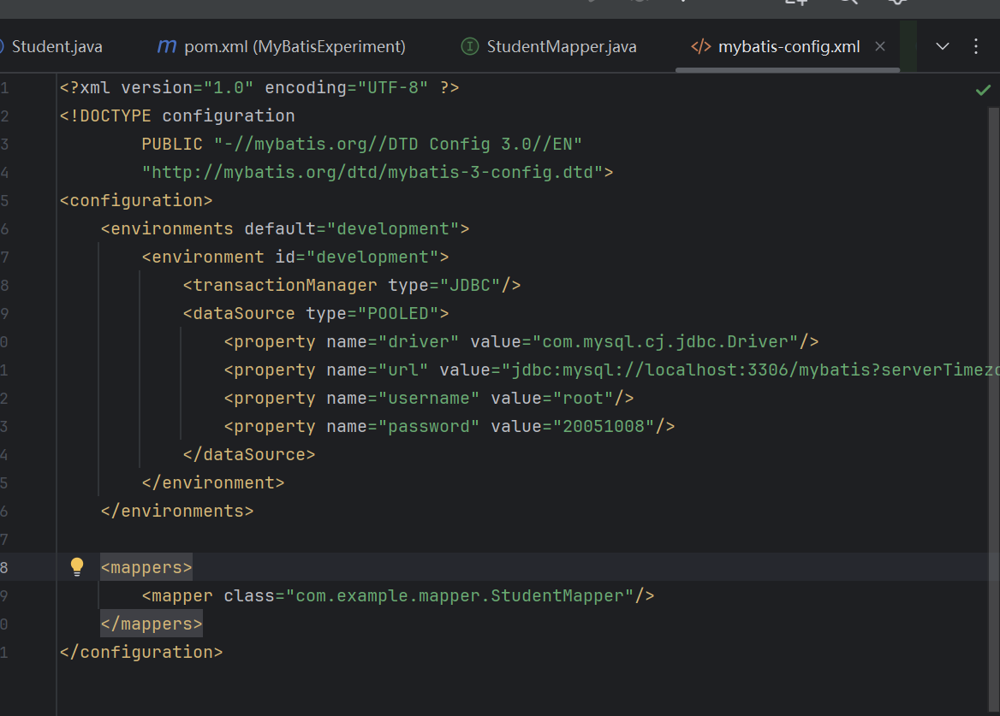 Student.java m pom.xml (MyBatisExperiment) I StudentMapper.java </> mybatis-config.xml
1 <?xml version="1.0" encoding="UTF-8" ?>
2 <!DOCTYPE configuration
3 PUBLIC "-//mybatis.org//DTD Config 3.0//EN"
4 "http://mybatis.org/dtd/mybatis-3-config.dtd">
5 <configuration>
6 <environments default="development">
7 <environment id="development">
8 <transactionManager type="JDBC"/>
9 <dataSource type="POOLED">
0 <property name="driver" value="com.mysql.cj.jdbc.Driver"/>
1 <property name="url" value="jdbc:mysql://localhost:3306/mybatis?serverTimezo
2 <property name="username" value="root"/>
3 <property name="password" value="20051008"/>
4 </dataSource>
5 </environment>
6 </environments>
7
8 <mappers>
9 <mapper class="com.example.mapper.StudentMapper"/>
0 </mappers>
1 </configuration>